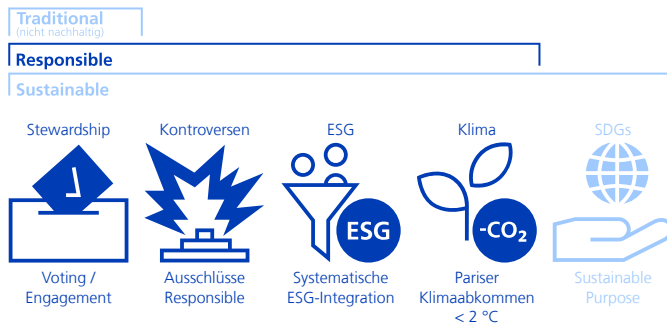 Traditional
(nicht nachhaltig)
Responsible
Sustainable
Stewardship
Kontroversen
ESG
Klima
SDGs
ESG
-CO₂
Voting /
Engagement
Ausschlüsse
Responsible
Systematische
ESG-Integration
Pariser
Klimaabkommen
< 2 °C
Sustainable
Purpose